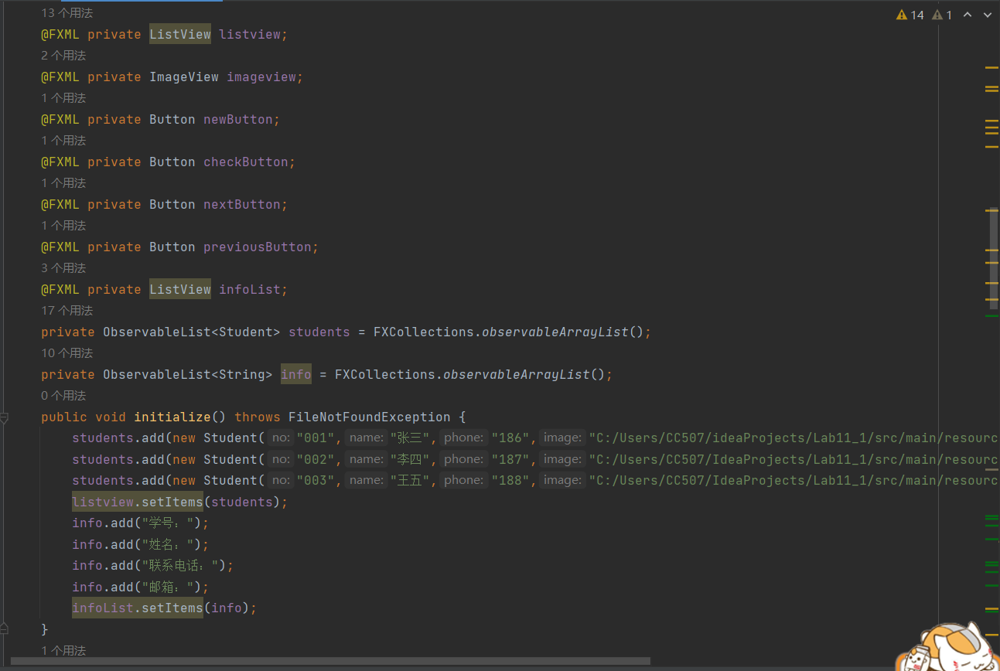 13 个用法
14 1
@FXML private ListView listview;
2 个用法
@FXML private ImageView imageview;
1 个用法
@FXML private Button newButton;
1 个用法
@FXML private Button checkButton;
1 个用法
@FXML private Button nextButton;
1 个用法
@FXML private Button previousButton;
3 个用法
@FXML private ListView infoList;
17 个用法
private ObservableList<Student> students = FXCollections.observableArrayList();
10 个用法
private ObservableList<String> info = FXCollections.observableArrayList();
0 个用法
public void initialize() throws FileNotFoundException {
students.add(new Student( no: "001", name: "张三", phone: "186", image: "C:/Users/CC507/ideaProjects/Lab11_1/src/main/resourc
students.add(new Student( no: "002", name: "李四", phone: "187", image: "C:/Users/CC507/ideaProjects/Lab11_1/src/main/resourc
students.add(new Student( no: "003", name: "王五", phone: "188", image: "C:/Users/CC507/IdeaProjects/Lab11_1/src/main/resourc
listview.setItems(students);
info.add("学号：");
info.add("姓名：");
info.add("联系电话：");
info.add("邮箱：");
infoList.setItems(info);
}
1 个用法